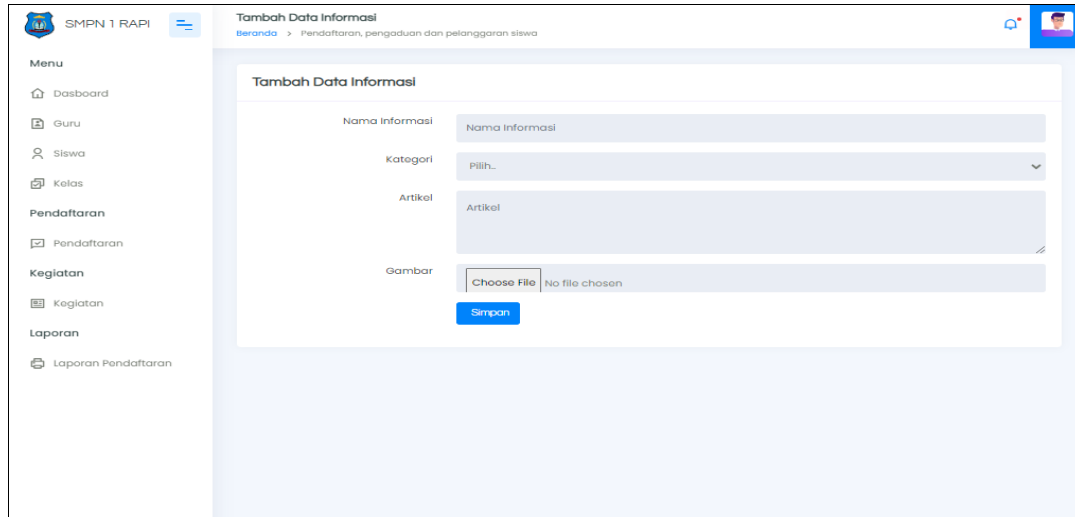 SMPN 1 RAPI
Tambah Data Informasi
Beranda > Pendaftaran, pengaduan dan pelanggaran siswa
Menu
Dasboard
Guru
Siswa
Kelas
Pendaftaran
Pendaftaran
Kegiatan
Kegiatan
Laporan
Laporan Pendaftaran
Tambah Data Informasi
Nama Informasi
Nama Informasi
Kategori
Pilih..
Artikel
Artikel
Gambar
Choose File No file chosen
Simpan